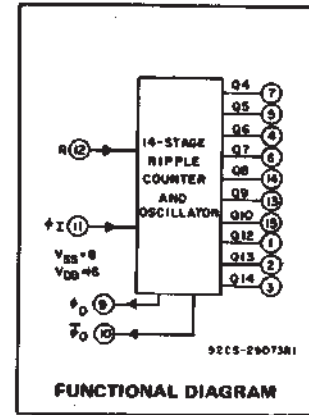 14-STAGE
RIPPLE
COUNTER
AND
OSCILLATOR
R 12
ϕI 11
VSS = 8
VDD = 16
ϕO 9
ϕ̅O 10
Q4 7
Q5 5
Q6 4
Q7 6
Q8 14
Q9 13
Q10 15
Q12 1
Q13 2
Q14 3
92CS-29073R1
FUNCTIONAL DIAGRAM